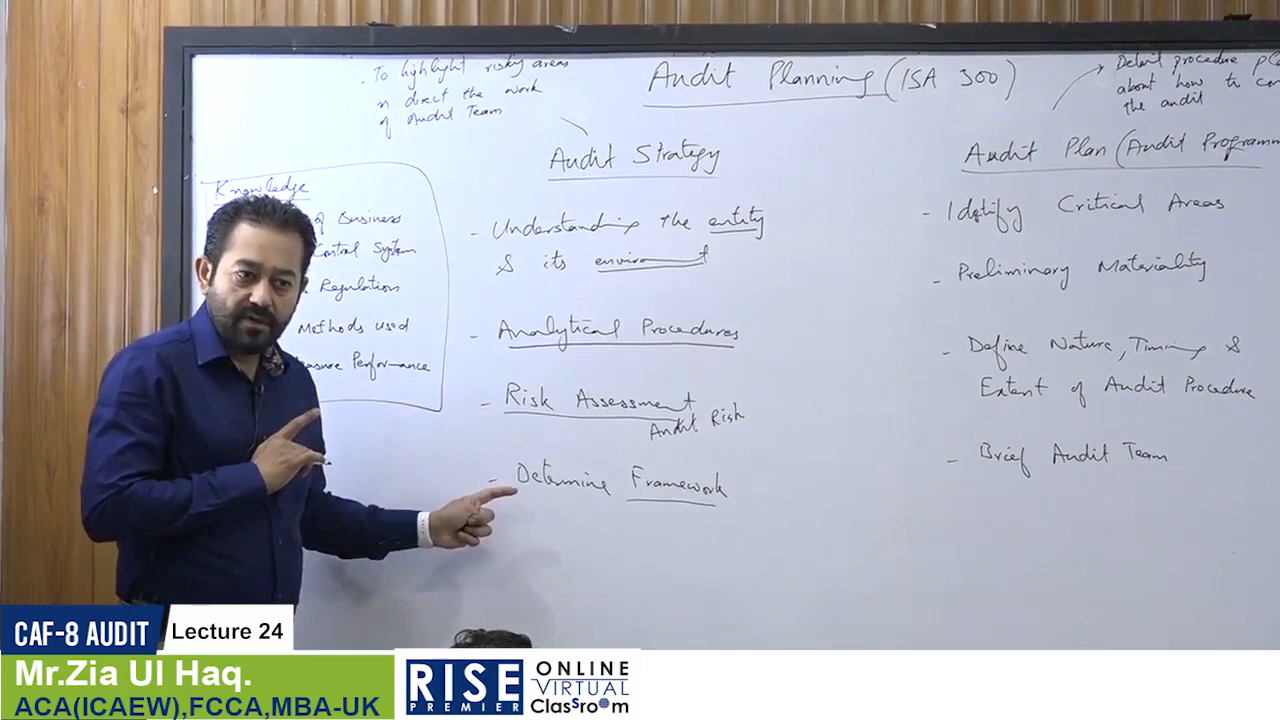 - To highlight risky areas
n direct the work
of Audit Team
Audit Planning (ISA 300)
Detail procedure
about how to
the audit
Audit Strategy
Audit Plan (Audit Programm
Knowledge
of Business
Control System
Regulation
Methods used
Performance
- Understanding the entity
& its
- Analytical Procedures
- Risk Assessment
Audit Risk
- Determine Framework
- Identify Critical Areas
- Preliminary Materiality
- Define Nature, Timing &
Extent of Audit Procedure
- Brief Audit Team
CAF-8 AUDIT
Lecture 24
Mr.Zia Ul Haq.
ACA(ICAEW),FCCA,MBA-UK
RISE
PREMIER
ONLINE
VIRTUAL
Classroom